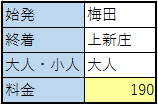 始発 梅田
終着 上新庄
大人・小人 大人
料金 190